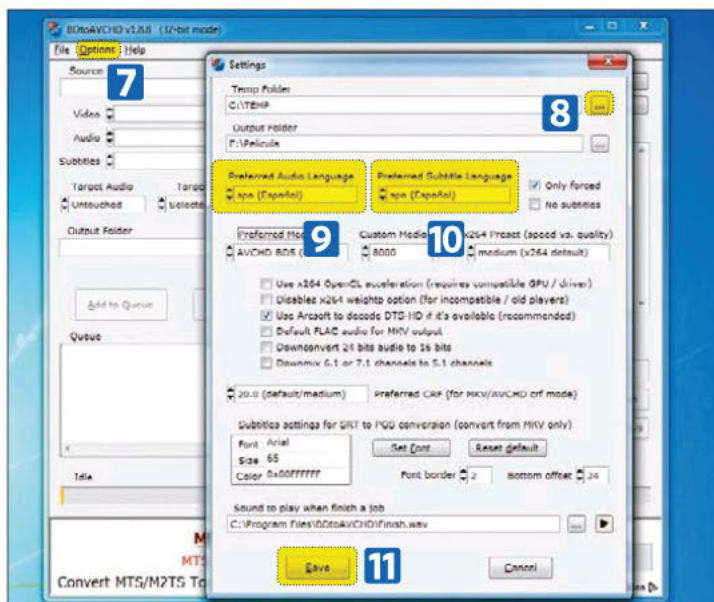 BDtoAVCHD v1.8.8 (32-bit mode)
File Options Help
7
Source
Video
Audio
Subtitles
Target Audio
Untouched
Output Folder
Add to Queue
Queue
Idle
Convert MTS/M2TS
Settings
Temp Folder
C:\TEMP
8
...
Output Folder
F:\Pelicula
...
Preferred Audio Language
spa (Español)
Preferred Subtitle Language
spa (Español)
Only forced
No subtitles
9
10
Preferred
Custom
x264 Preset (speed vs. quality)
AVCHD BD5
8000
medium (x264 default)
Use x264 OpenCL acceleration (requires compatible GPU / driver)
Disables x264 weightp option (for incompatible / old players)
Use Arcsoft to decode DTS-HD if it's available (recommended)
Default FLAC audio for MKV output
Downconvert 24 bits audio to 16 bits
Downmix 6.1 or 7.1 channels to 5.1 channels
20.0 (default/medium)
Preferred CRF (for MKV/AVCHD crf mode)
Subtitles settings for SRT to PGS conversion (convert from MKV only)
Font Arial
Size 65
Color 0x00FFFFFF
Set Font
Reset default
Font border 2
Bottom offset 24
Sound to play when finish a job
C:\Program Files\BDtoAVCHD\Finish.wav
...
Save
11
Cancel